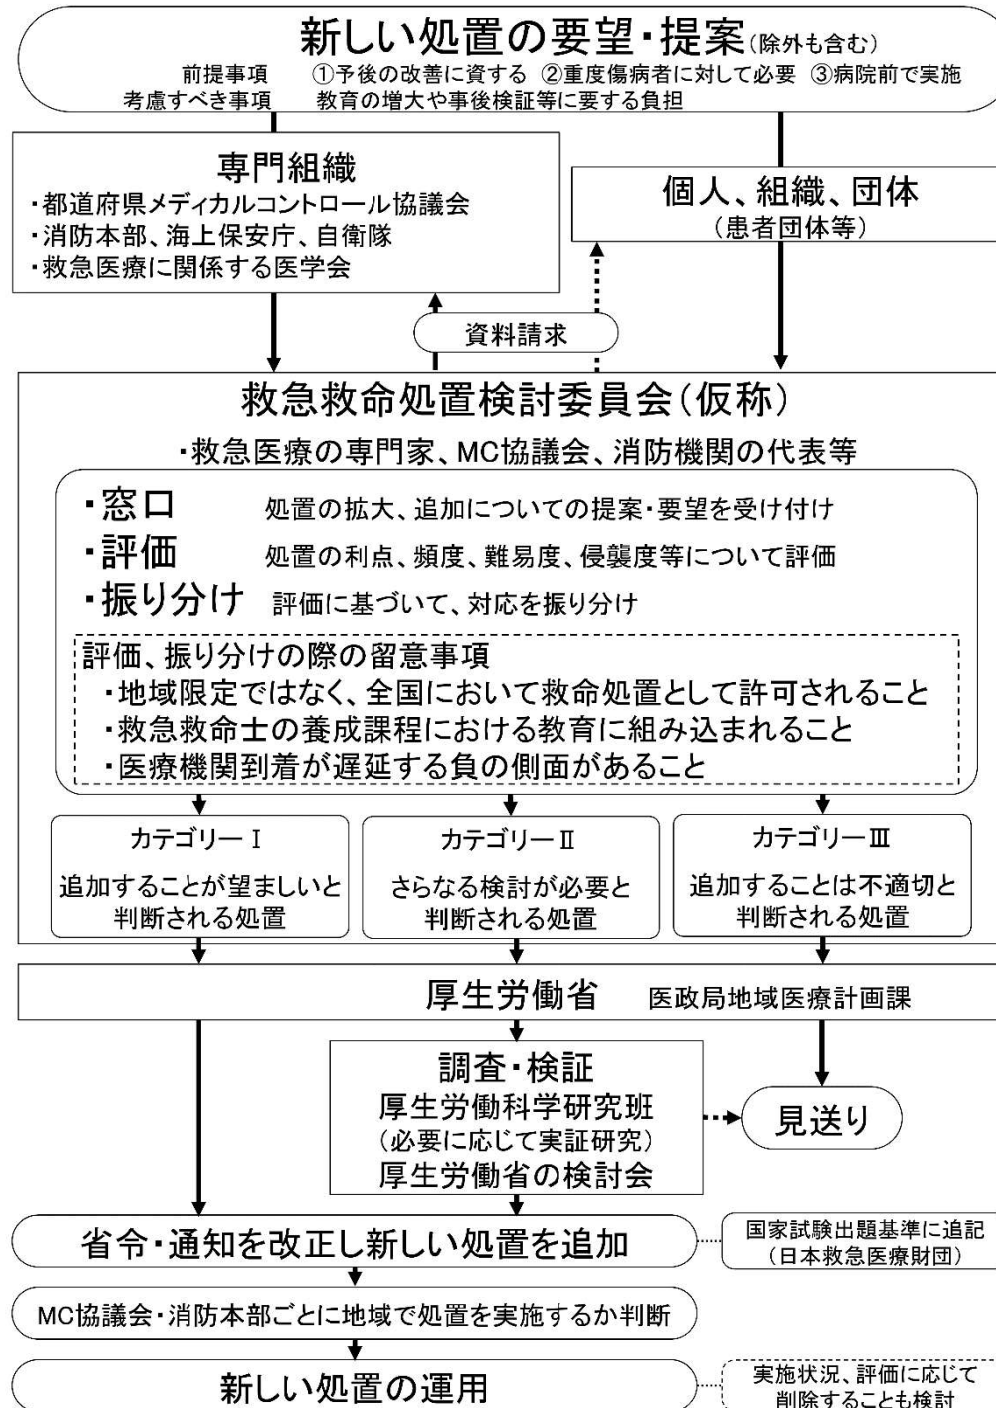 新しい処置の要望・提案(除外も含む)
前提事項 ①予後の改善に資する ②重度傷病者に対して必要 ③病院前で実施
考慮すべき事項 教育の増大や事後検証等に要する負担
専門組織
・都道府県メディカルコントロール協議会
・消防本部、海上保安庁、自衛隊
・救急医療に関係する医学会
個人、組織、団体
(患者団体等)
資料請求
救急救命処置検討委員会(仮称)
・救急医療の専門家、MC協議会、消防機関の代表等
・窓口 処置の拡大、追加についての提案・要望を受け付け
・評価 処置の利点、頻度、難易度、侵襲度等について評価
・振り分け 評価に基づいて、対応を振り分け
評価、振り分けの際の留意事項
・地域限定ではなく、全国において救命処置として許可されること
・救急救命士の養成課程における教育に組み込まれること
・医療機関到着が遅延する負の側面があること
カテゴリーⅠ
追加することが望ましいと
判断される処置
カテゴリーⅡ
さらなる検討が必要と
判断される処置
カテゴリーⅢ
追加することは不適切と
判断される処置
厚生労働省 医政局地域医療計画課
調査・検証
厚生労働科学研究班
(必要に応じて実証研究)
厚生労働省の検討会
見送り
省令・通知を改正し新しい処置を追加
国家試験出題基準に追記
(日本救急医療財団)
MC協議会・消防本部ごとに地域で処置を実施するか判断
新しい処置の運用
実施状況、評価に応じて
削除することも検討